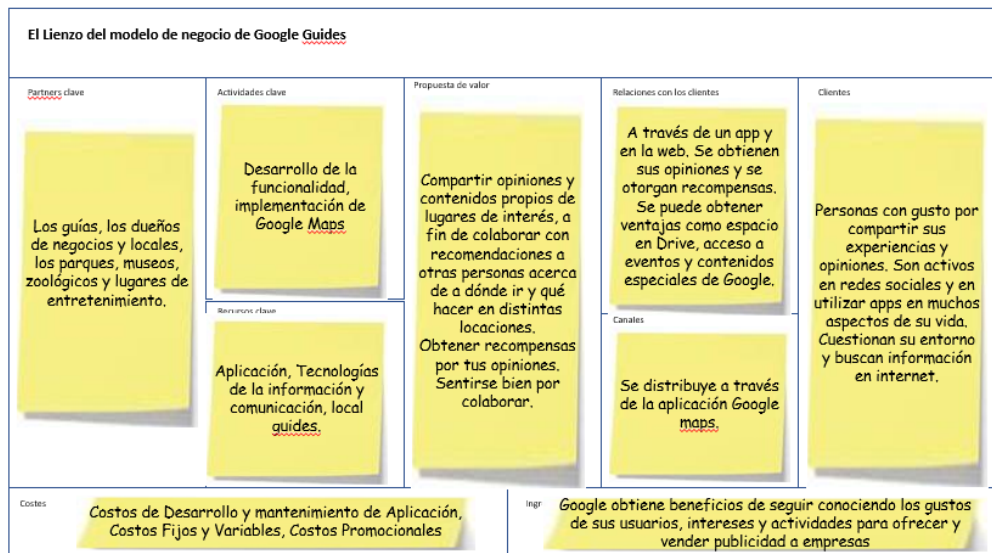 El Lienzo del modelo de negocio de Google Guides
Partners clave
Los guías, los dueños
de negocios y locales,
los parques, museos,
zoológicos y lugares de
entretenimiento.
Actividades clave
Desarrollo de la
funcionalidad,
implementación de
Google Maps
Recursos clave
Aplicación, Tecnologías
de la información y
comunicación, local
guides.
Propuesta de valor
Compartir opiniones y
contenidos propios de
lugares de interés, a
fin de colaborar con
recomendaciones a
otras personas acerca
de a dónde ir y qué
hacer en distintas
locaciones.
Obtener recompensas
por tus opiniones.
Sentirse bien por
colaborar.
Relaciones con los clientes
A través de un app y
en la web. Se obtienen
sus opiniones y se
otorgan recompensas.
Se puede obtener
ventajas como espacio
en Drive, acceso a
eventos y contenidos
especiales de Google.
Canales
Se distribuye a través
de la aplicación Google
maps.
Clientes
Personas con gusto por
compartir sus
experiencias y
opiniones. Son activos
en redes sociales y en
utilizar apps en muchos
aspectos de su vida.
Cuestionan su entorno
y buscan información
en internet.
Costes
Costos de Desarrollo y mantenimiento de Aplicación,
Costos Fijos y Variables, Costos Promocionales
Ingr
Google obtiene beneficios de seguir conociendo los gustos
de sus usuarios, intereses y actividades para ofrecer y
vender publicidad a empresas